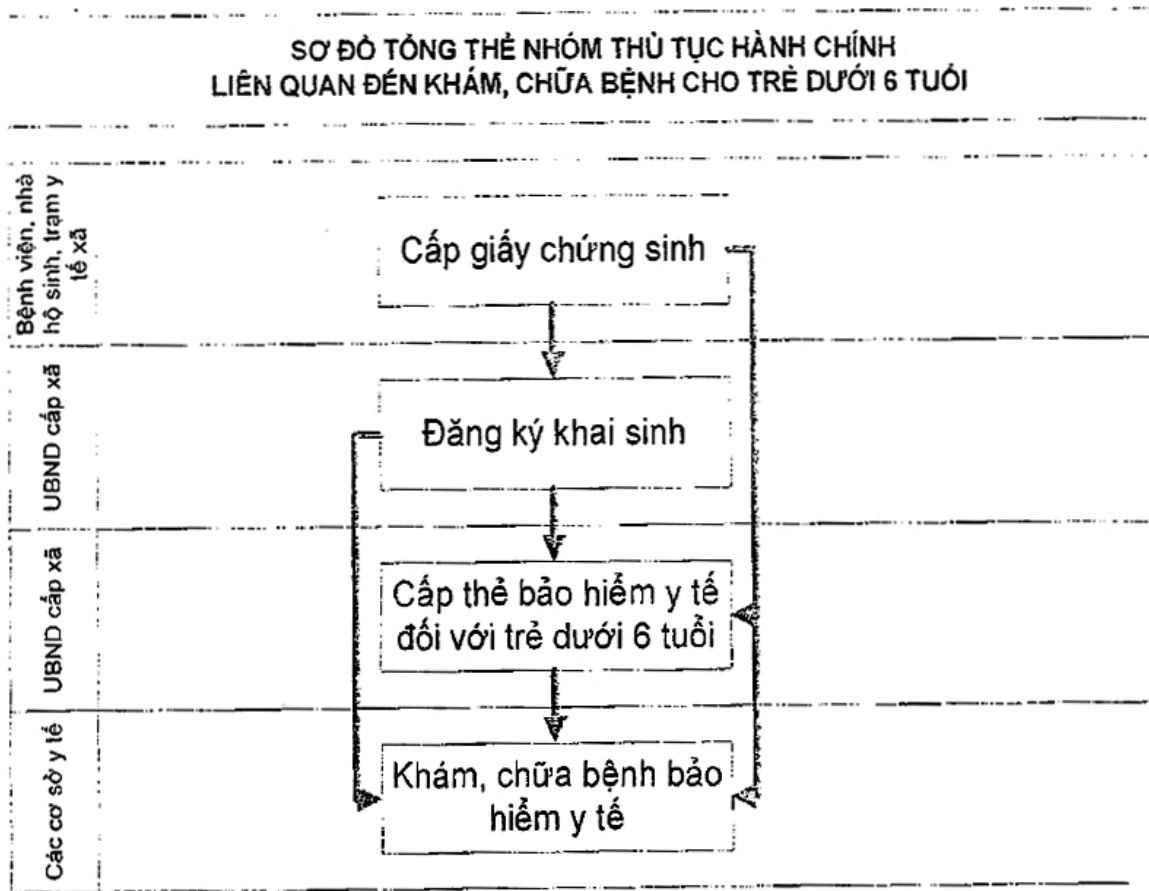 SƠ ĐỒ TỔNG THỂ NHÓM THỦ TỤC HÀNH CHÍNH
LIÊN QUAN ĐẾN KHÁM, CHỮA BỆNH CHO TRẺ DƯỚI 6 TUỔI
Bệnh viện, nhà
hộ sinh, trạm y
tế xã
Cấp giấy chứng sinh
UBND cấp xã
Đăng ký khai sinh
UBND cấp xã
Cấp thẻ bảo hiểm y tế
đối với trẻ dưới 6 tuổi
Các cơ sở y tế
Khám, chữa bệnh bảo
hiểm y tế